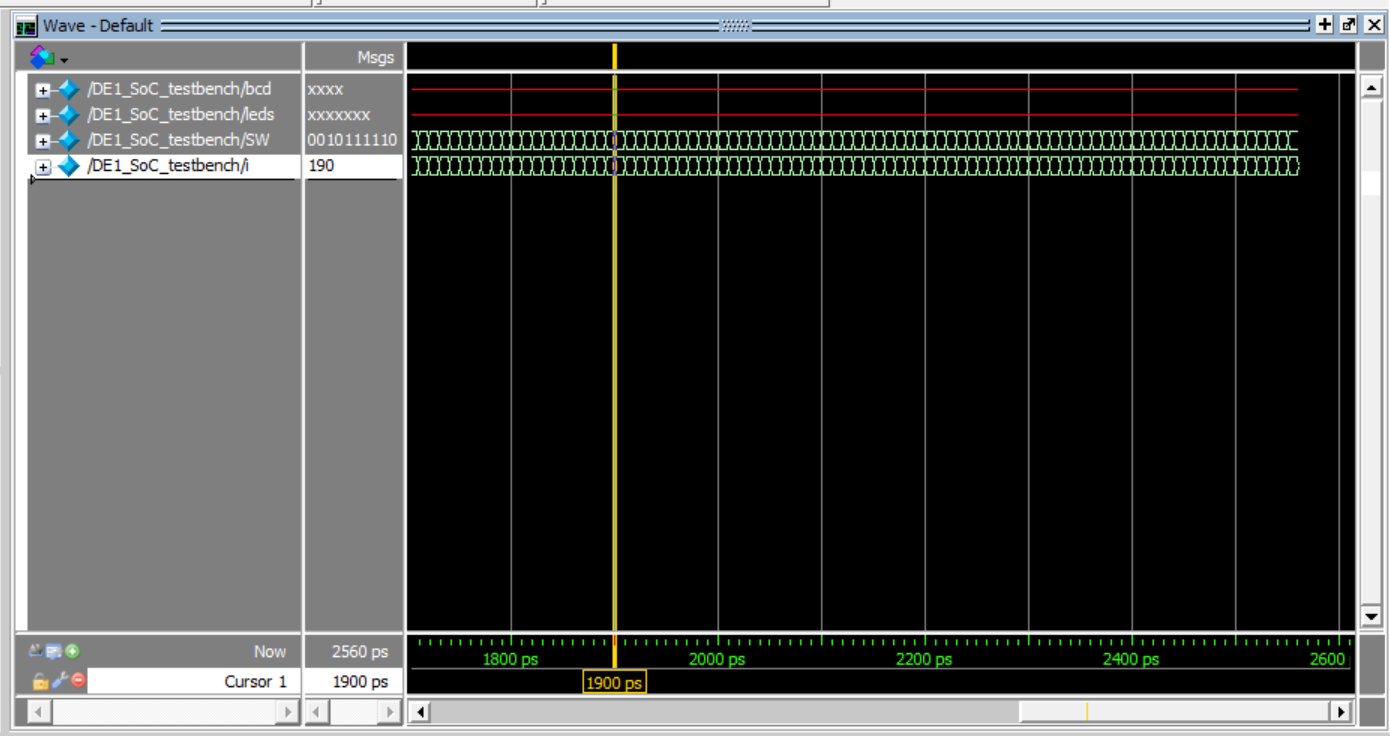 Wave - Default
Msgs
/DE1_SoC_testbench/bcd xxxx
/DE1_SoC_testbench/leds xxxxxxx
/DE1_SoC_testbench/SW 0010111110
/DE1_SoC_testbench/i 190
Now 2560 ps 1800 ps 2000 ps 2200 ps 2400 ps 2600
Cursor 1 1900 ps 1900 ps